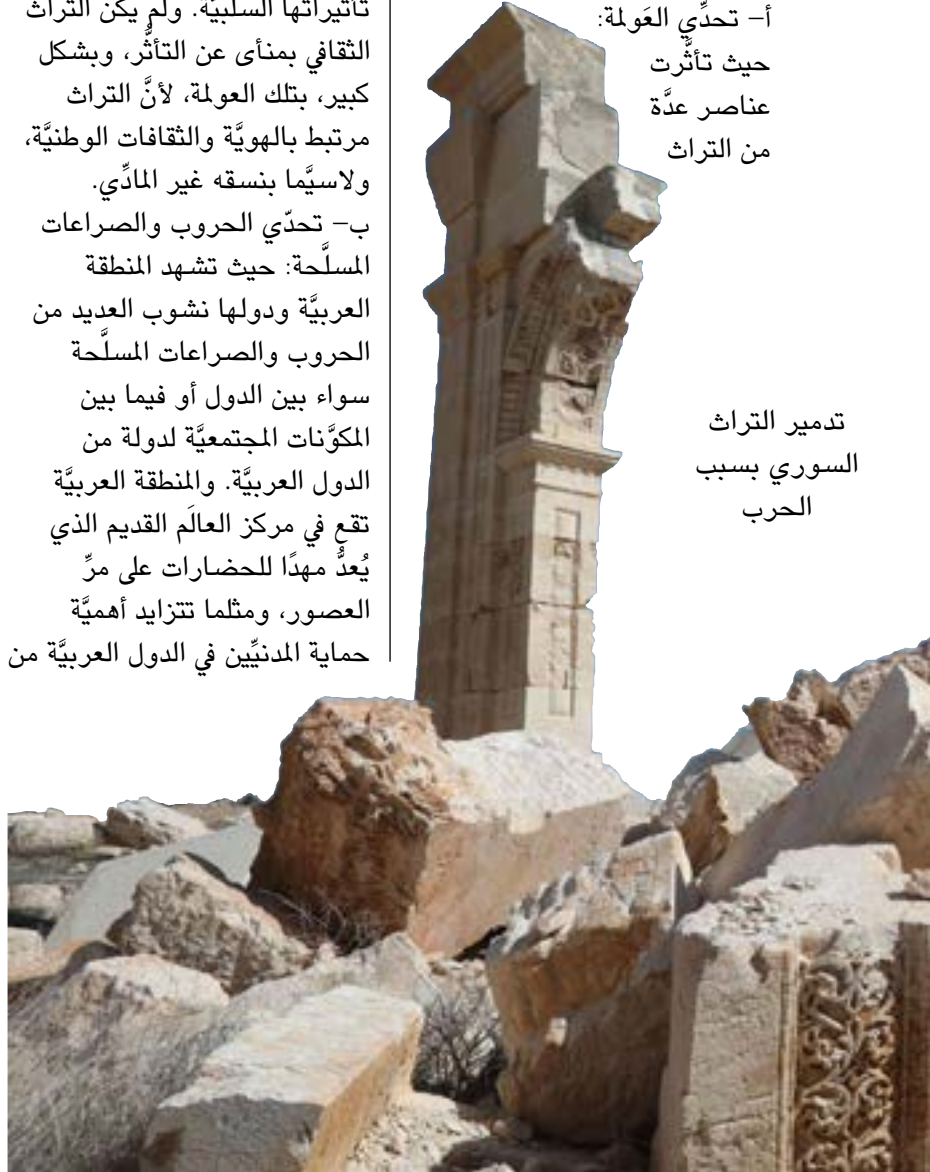 أ– تحدِّي العَولمة:
حيث تأثَّرت
عناصر عدَّة
من التراث
تأثيراتها السلبيَّة. ولم يكن التراث
الثقافي بمنأى عن التأثُّر، وبشكل
كبير، بتلك العولمة، لأنَّ التراث
مرتبط بالهويَّة والثقافات الوطنيَّة،
ولاسيَّما بنسقه غير المادِّي.
ب– تحدّي الحروب والصراعات
المسلَّحة: حيث تشهد المنطقة
العربيَّة ودولها نشوب العديد من
الحروب والصراعات المسلَّحة
سواء بين الدول أو فيما بين
المكوَّنات المجتمعيَّة لدولة من
الدول العربيَّة. والمنطقة العربيَّة
تقع في مركز العالَم القديم الذي
يُعدُّ مهدًا للحضارات على مرِّ
العصور، ومثلما تتزايد أهميَّة
حماية المدنيِّين في الدول العربيَّة من
تدمير التراث
السوري بسبب
الحرب